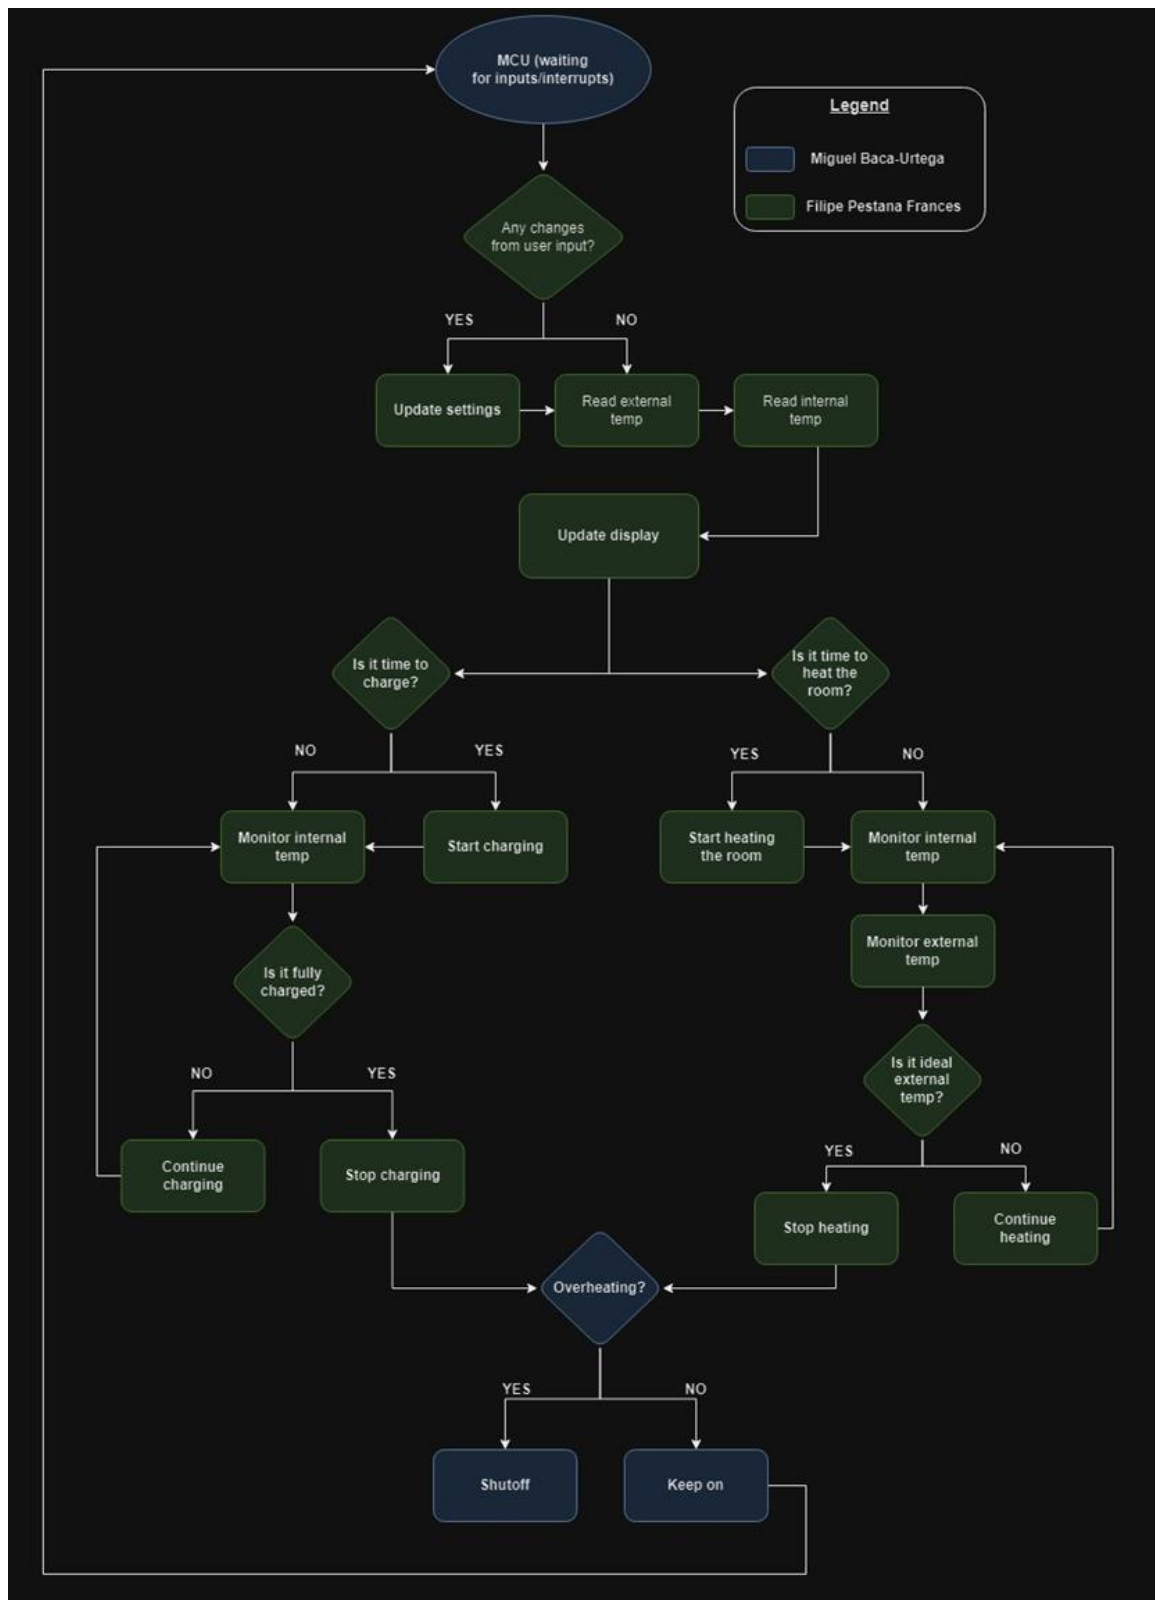 MCU (waiting
for inputs/interrupts)
Legend
Miguel Baca-Urtega
Filipe Pestana Frances
Any changes
from user input?
YES
NO
Update settings
Read external
temp
Read internal
temp
Update display
Is it time to
charge?
Is it time to
heat the
room?
NO
YES
YES
NO
Monitor internal
temp
Start charging
Start heating
the room
Monitor internal
temp
Monitor external
temp
Is it fully
charged?
Is it ideal
external
temp?
NO
YES
YES
NO
Continue
charging
Stop charging
Stop heating
Continue
heating
Overheating?
YES
NO
Shutoff
Keep on